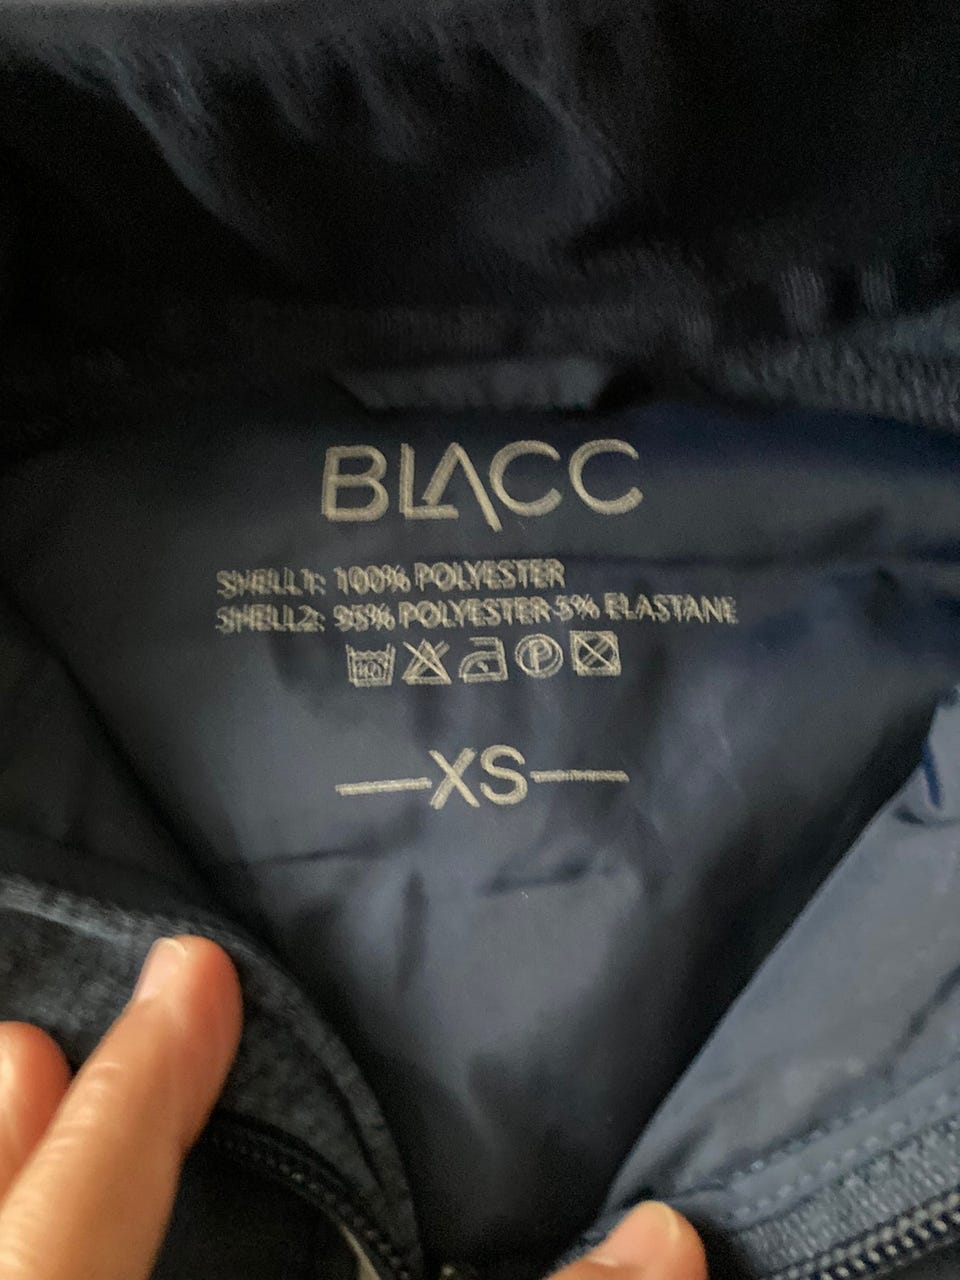 BLACC
SHELL1: 100% POLYESTER
SHELL2: 95% POLYESTER 5% ELASTANE
P
XS